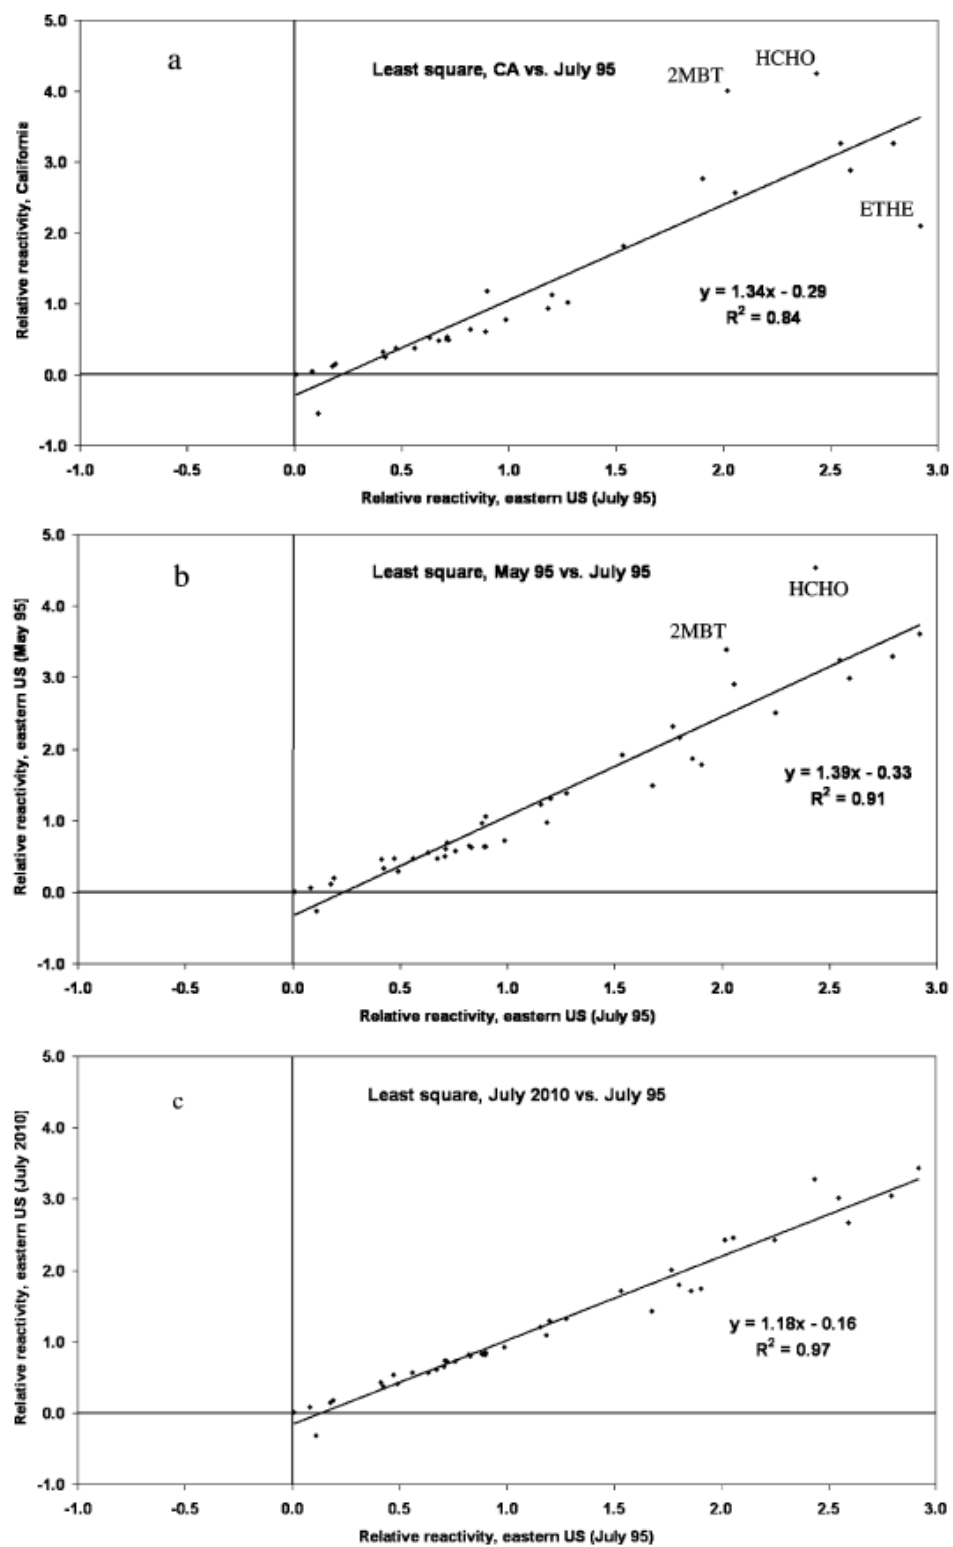 5.0
a
Least square, CA vs. July 95
HCHO
2MBT
4.0
3.0
ETHE
2.0
y = 1.34x - 0.29
R² = 0.84
1.0
0.0
-1.0
-1.0 -0.5 0.0 0.5 1.0 1.5 2.0 2.5 3.0
Relative reactivity, California
Relative reactivity, eastern US (July 95)
5.0
b
Least square, May 95 vs. July 95
HCHO
4.0
2MBT
3.0
2.0
y = 1.39x - 0.33
R² = 0.91
1.0
0.0
-1.0
-1.0 -0.5 0.0 0.5 1.0 1.5 2.0 2.5 3.0
Relative reactivity, eastern US (May 95]
Relative reactivity, eastern US (July 95)
5.0
c
Least square, July 2010 vs. July 95
4.0
3.0
2.0
y = 1.18x - 0.16
R² = 0.97
1.0
0.0
-1.0
-1.0 -0.5 0.0 0.5 1.0 1.5 2.0 2.5 3.0
Relative reactivity, eastern US (July 2010]
Relative reactivity, eastern US (July 95)